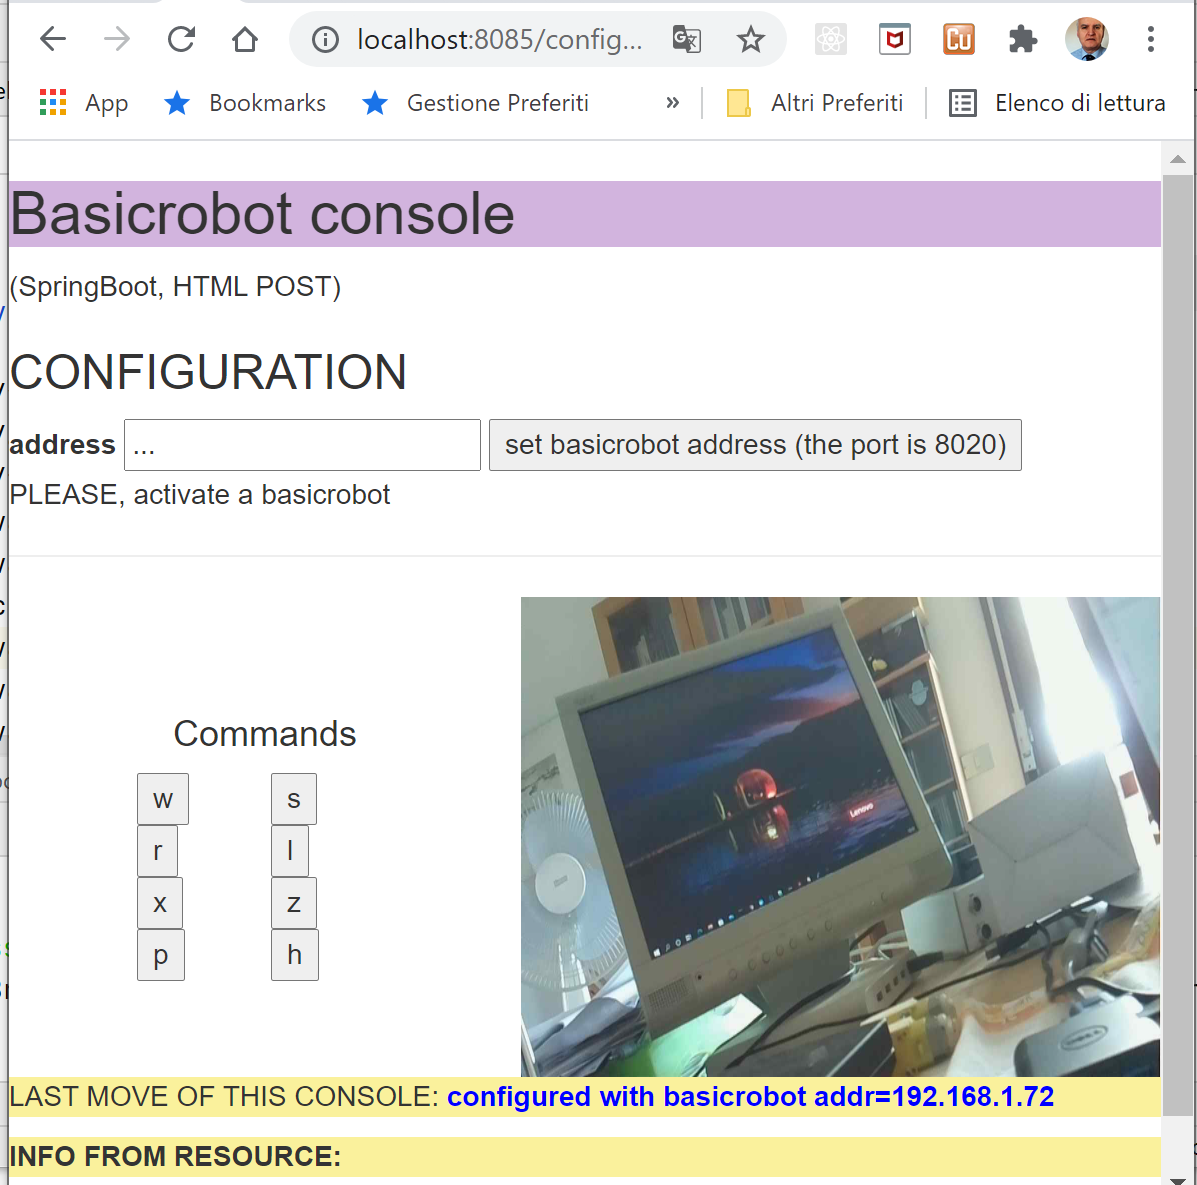 localhost:8085/config...
App
Bookmarks
Gestione Preferiti
»
Altri Preferiti
Elenco di lettura
Basicrobot console
(SpringBoot, HTML POST)
CONFIGURATION
address ... set basicrobot address (the port is 8020)
PLEASE, activate a basicrobot
Commands
w s
r l
x z
p h
Lenovo
DELL
LAST MOVE OF THIS CONSOLE: configured with basicrobot addr=192.168.1.72
INFO FROM RESOURCE: